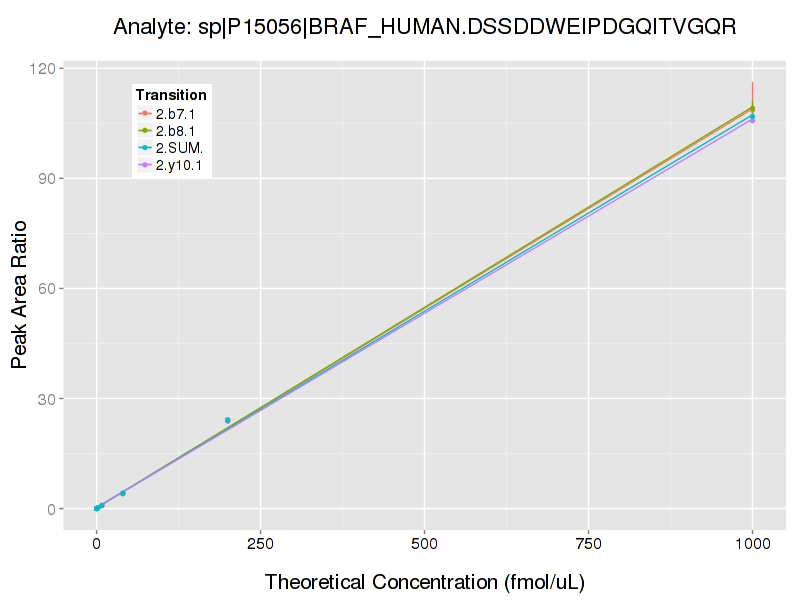 Analyte: sp|P15056|BRAF_HUMAN.DSSDDWEIPDGQITVGQR
Transition
2.b7.1
2.b8.1
2.SUM.
2.y10.1
Peak Area Ratio
120
90
60
30
0
0 250 500 750 1000
Theoretical Concentration (fmol/uL)